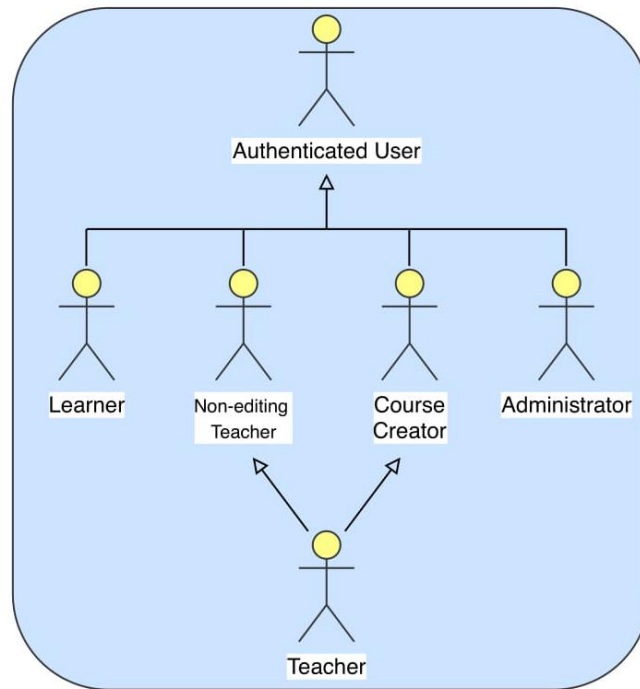 Authenticated User
Learner
Non-editing
Teacher
Course
Creator
Administrator
Teacher